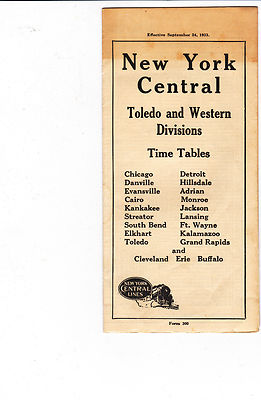 Effective September 24, 1933.
New York
Central
Toledo and Western
Divisions
Time Tables
Chicago Detroit
Danville Hillsdale
Evansville Adrian
Cairo Monroe
Kankakee Jackson
Streator Lansing
South Bend Ft. Wayne
Elkhart Kalamazoo
Toledo Grand Rapids
and
Cleveland Erie Buffalo
NEW YORK
CENTRAL
LINES
Form 200